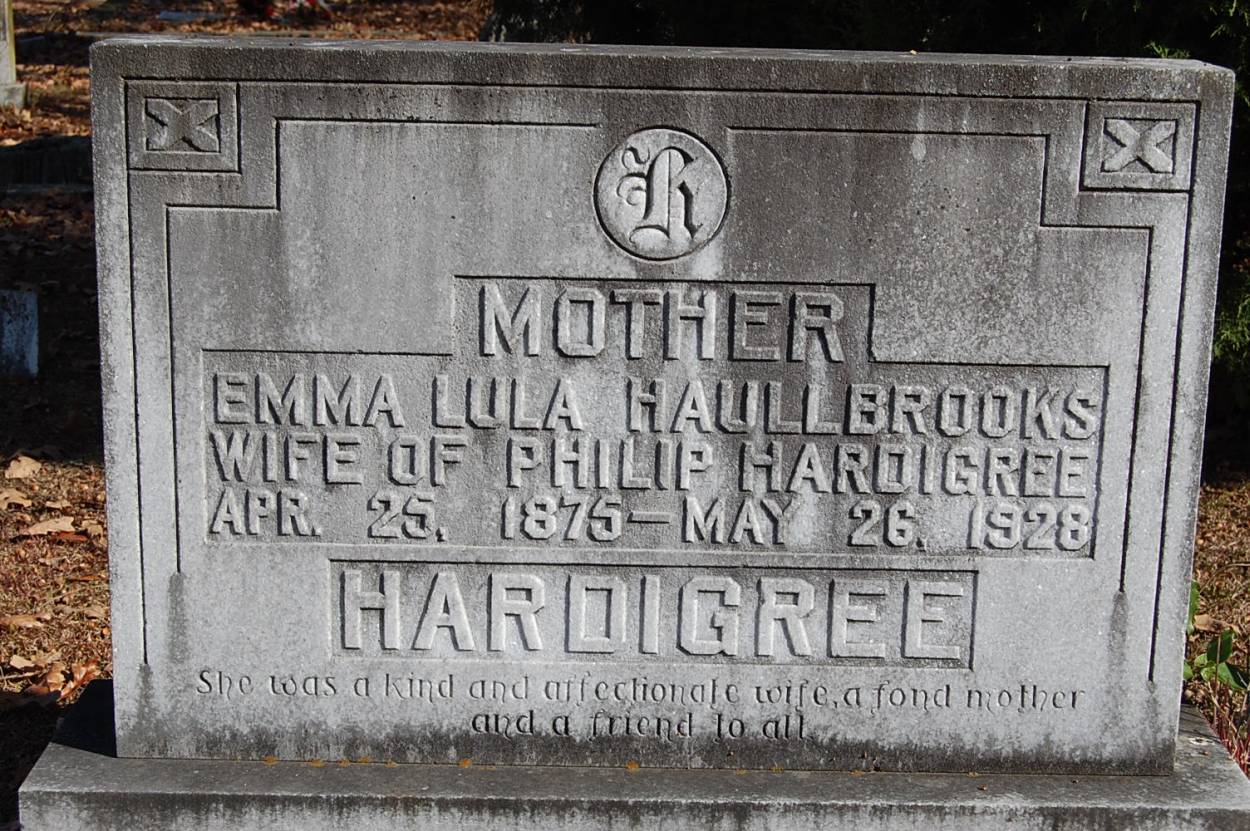 H
MOTHER
EMMA LULA HAULLBROOKS
WIFE OF PHILIP HARDIGREE
APR. 25, 1875—MAY 26. 1928
HARDIGREE
She was a kind and affectionate wife, a fond mother
and a friend to all